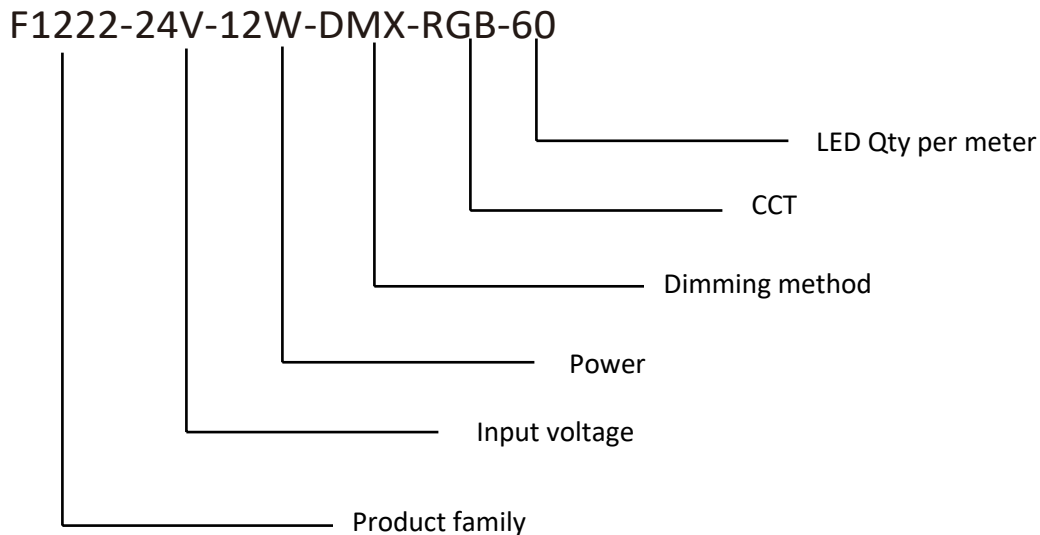 F1222-24V-12W-DMX-RGB-60
LED Qty per meter
CCT
Dimming method
Power
Input voltage
Product family